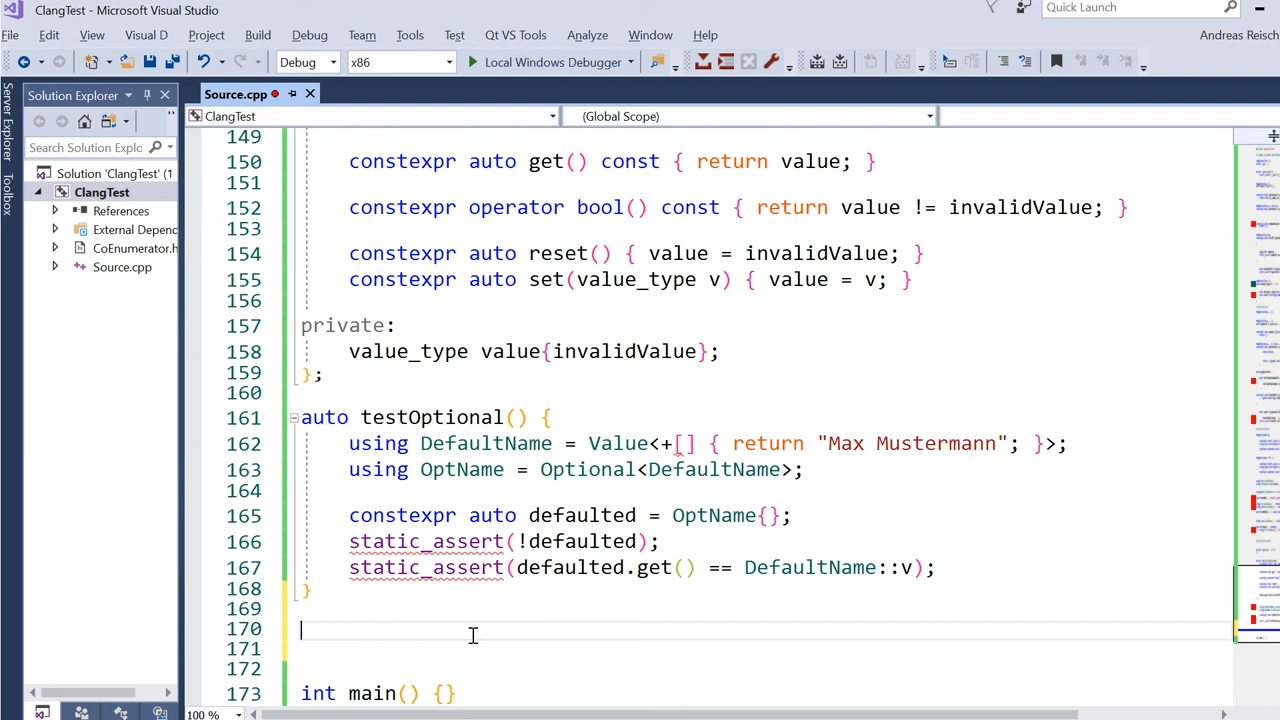 ClangTest - Microsoft Visual Studio
Quick Launch
File Edit View Visual D Project Build Debug Team Tools Test Qt VS Tools Analyze Window Help
Andreas Reisch
Debug x86 Local Windows Debugger
Server Explorer
Toolbox
Solution Explorer
Search Solution Explo
Solution 'ClangTest' (1
ClangTest
References
External Depenc
CoEnumerator.h
Source.cpp
Source.cpp
ClangTest
(Global Scope)
149
150 constexpr auto get() const { return value; }
151
152 constexpr operator bool() const { return value != invalidValue; }
153
154 constexpr auto reset() { value = invalidValue; }
155 constexpr auto set(value_type v) { value = v; }
156
157 private:
158 value_type value{invalidValue};
159 };
160
161 auto testOptional() {
162 using DefaultName = Value<+[] { return "Max Mustermann"; }>;
163 using OptName = Optional<DefaultName>;
164
165 constexpr auto defaulted = OptName{};
166 static_assert(!defaulted);
167 static_assert(defaulted.get() == DefaultName::v);
168 }
169
170
171
172
173 int main() {}
100 %